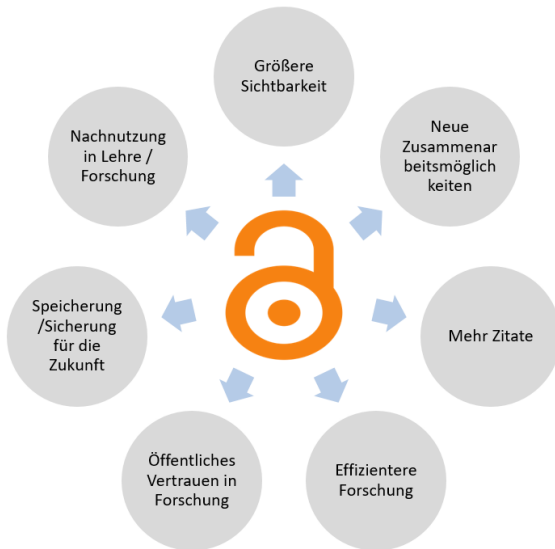 Größere
Sichtbarkeit
Neue
Zusammenar
beitsmöglich
keiten
Mehr Zitate
Effizientere
Forschung
Öffentliches
Vertrauen in
Forschung
Speicherung
/Sicherung
für die
Zukunft
Nachnutzung
in Lehre /
Forschung